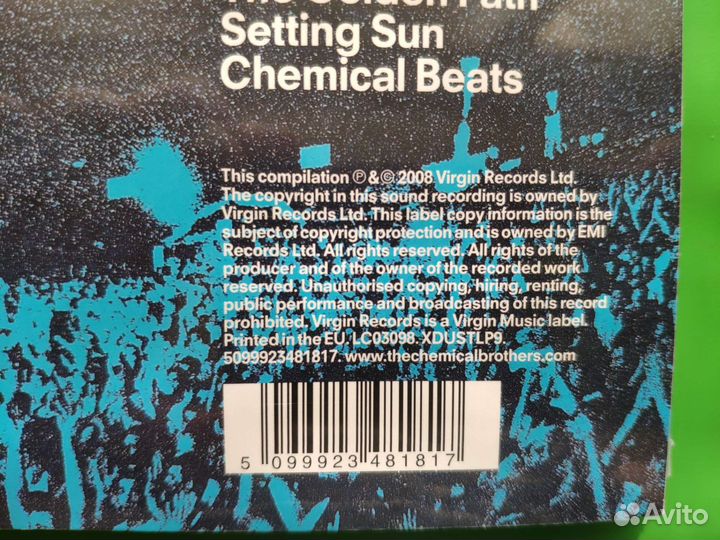 The Golden Path
Setting Sun
Chemical Beats
This compilation ℗ & © 2008 Virgin Records Ltd.
The copyright in this sound recording is owned by
Virgin Records Ltd. This label copy information is the
subject of copyright protection and is owned by EMI
Records Ltd. All rights reserved. All rights of the
producer and of the owner of the recorded work
reserved. Unauthorised copying, hiring, renting,
public performance and broadcasting of this record
prohibited. Virgin Records is a Virgin Music label.
Printed in the EU. LC03098. XDUSTLP9.
5099923481817. www.thechemicalbrothers.com
5 099923 481817
Avito